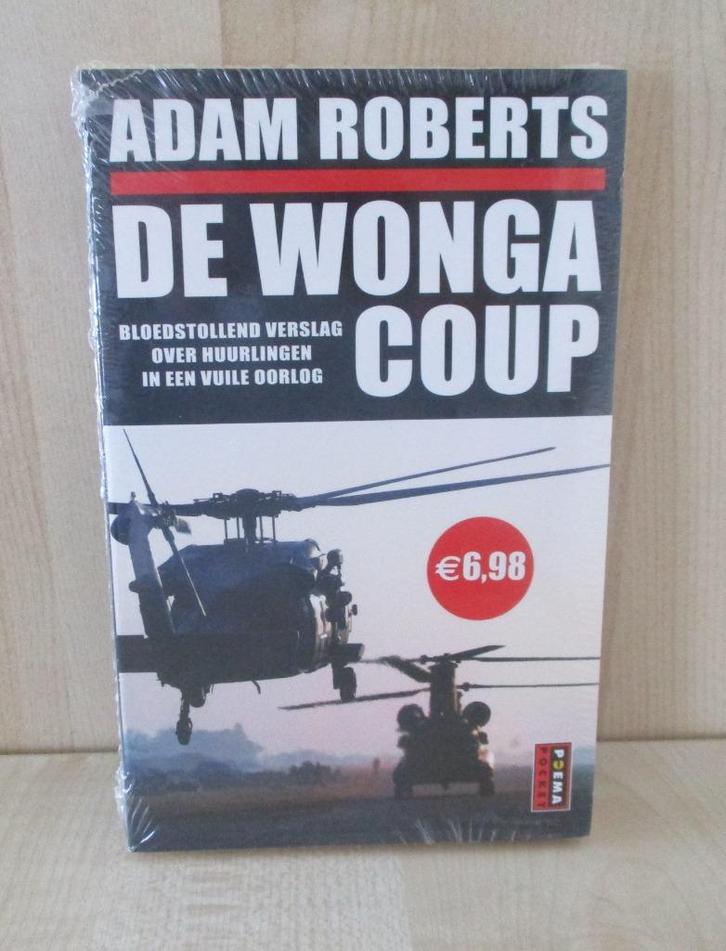 ADAM ROBERTS
DE WONGA
COUP
BLOEDSTOLLEND VERSLAG
OVER HUURLINGEN
IN EEN VUILE OORLOG
€6,98
POEMA
POCKET